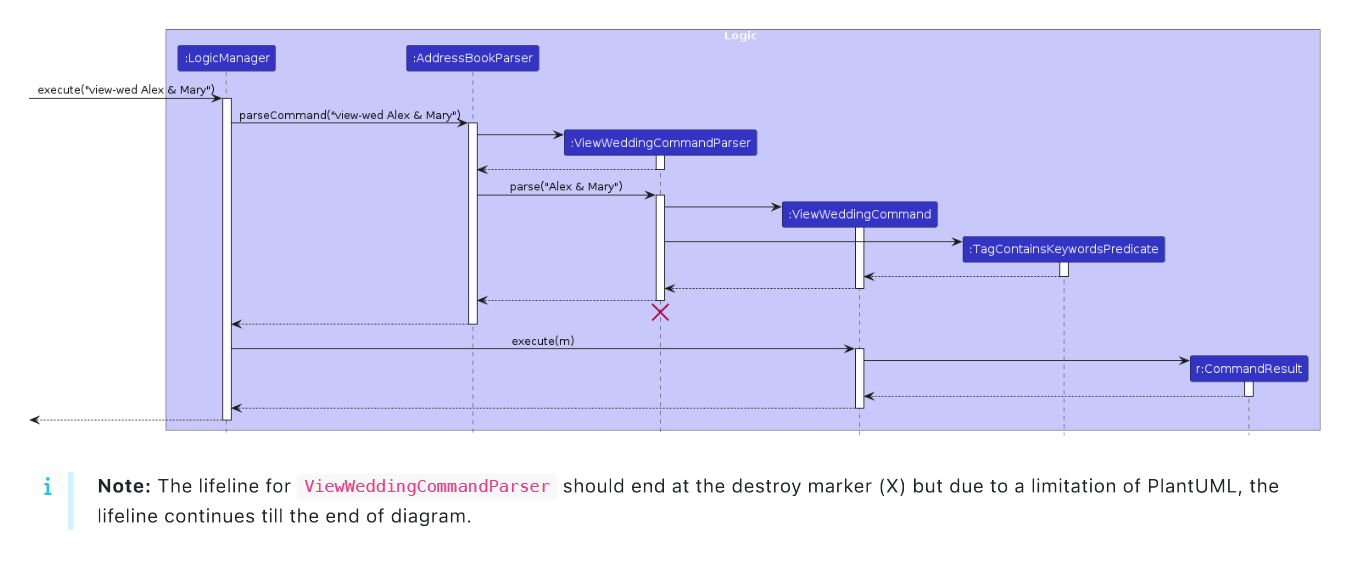 Logic
:LogicManager
:AddressBookParser
execute("view-wed Alex & Mary")
parseCommand("view-wed Alex & Mary")
:ViewWeddingCommandParser
parse("Alex & Mary")
:ViewWeddingCommand
:TagContainsKeywordsPredicate
execute(m)
r:CommandResult
i
Note: The lifeline for ViewWeddingCommandParser should end at the destroy marker (X) but due to a limitation of PlantUML, the
lifeline continues till the end of diagram.